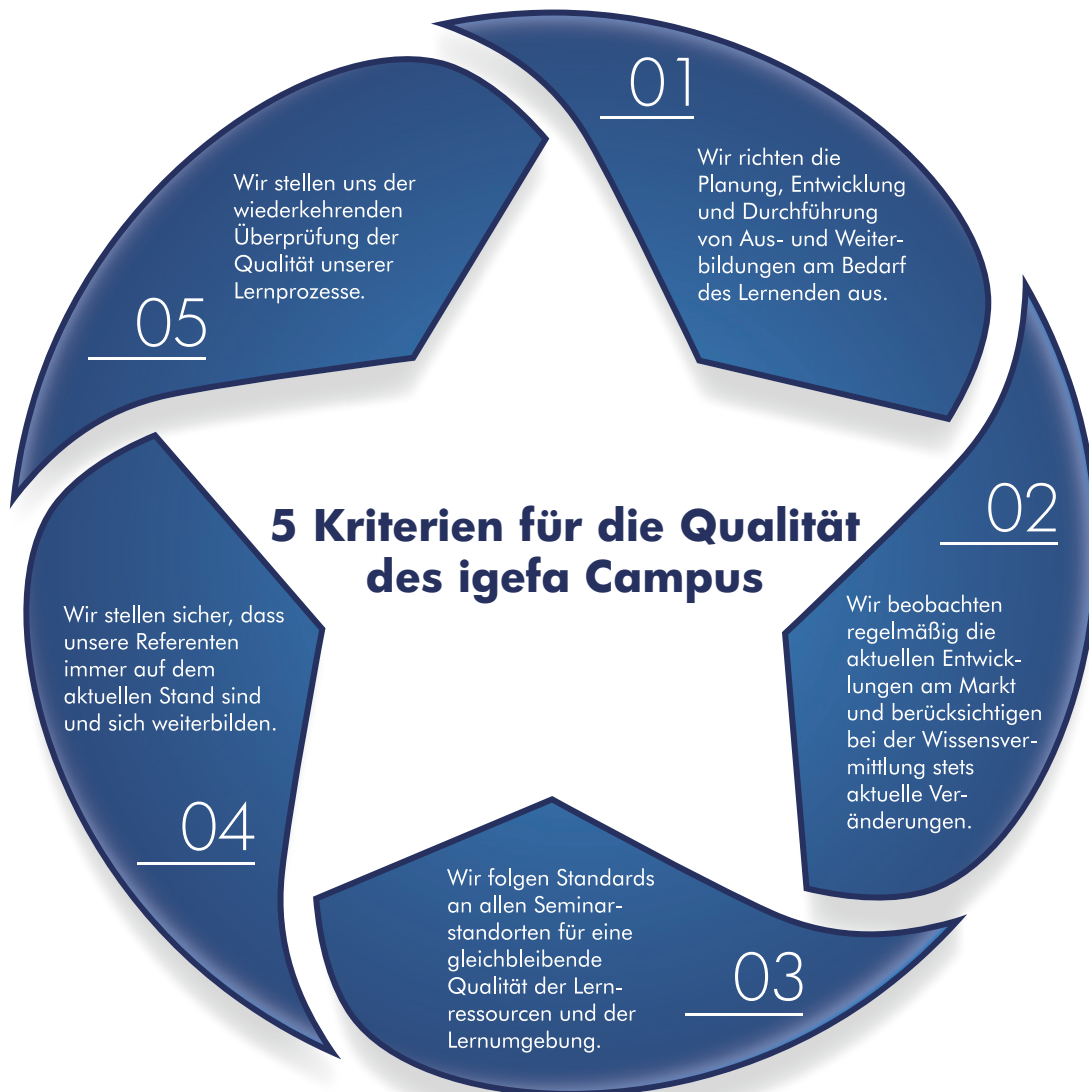 5 Kriterien für die Qualität
des igefa Campus
01
Wir richten die
Planung, Entwicklung
und Durchführung
von Aus- und Weiter-
bildungen am Bedarf
des Lernenden aus.
02
Wir beobachten
regelmäßig die
aktuellen Entwick-
lungen am Markt
und berücksichtigen
bei der Wissensver-
mittlung stets
aktuelle Ver-
änderungen.
03
Wir folgen Standards
an allen Seminar-
standorten für eine
gleichbleibende
Qualität der Lern-
ressourcen und der
Lernumgebung.
04
Wir stellen sicher, dass
unsere Referenten
immer auf dem
aktuellen Stand sind
und sich weiterbilden.
05
Wir stellen uns der
wiederkehrenden
Überprüfung der
Qualität unserer
Lernprozesse.